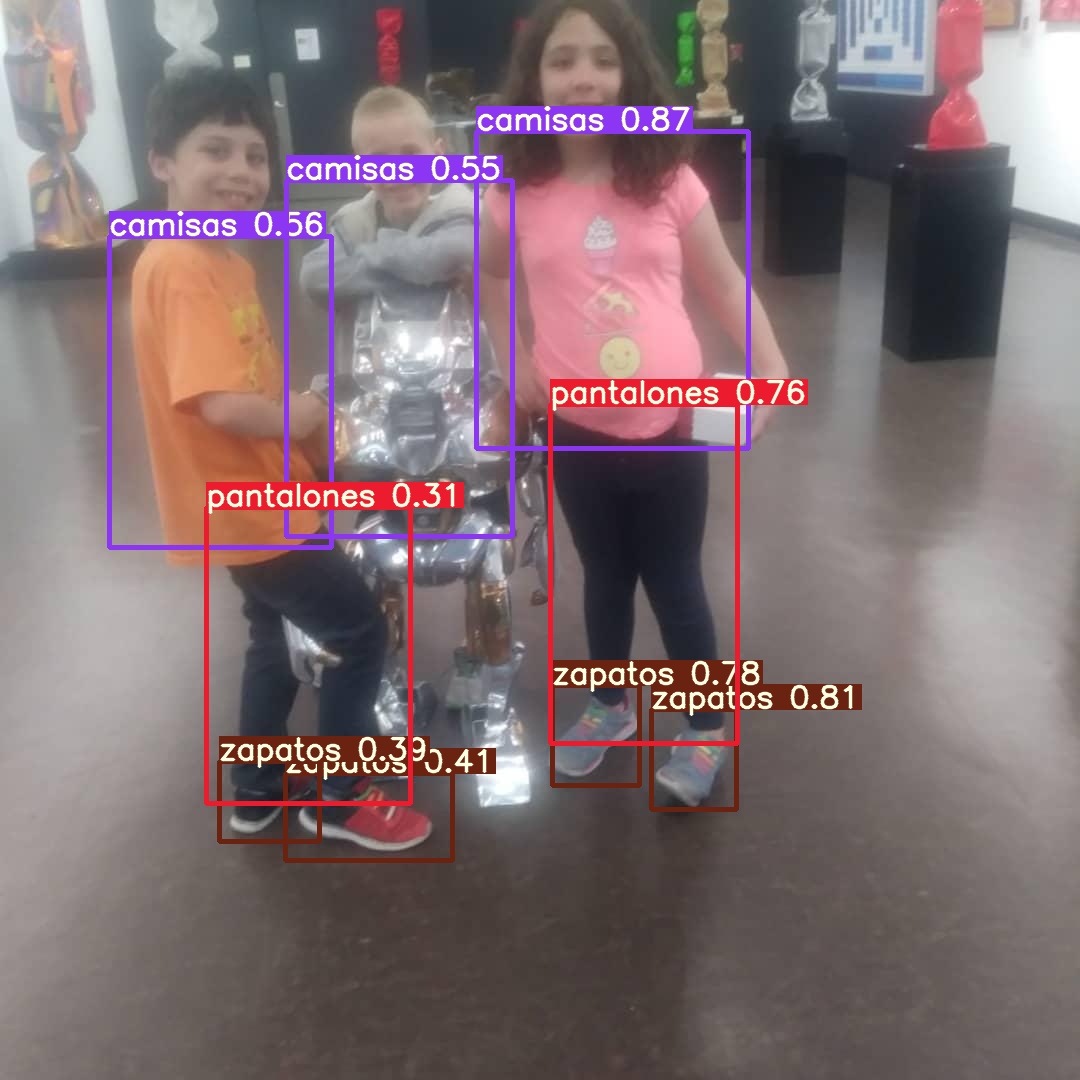 camisas 0.87
camisas 0.55
camisas 0.56
pantalones 0.76
pantalones 0.31
zapatos 0.78
zapatos 0.81
zapatos 0.39
zapatos 0.41